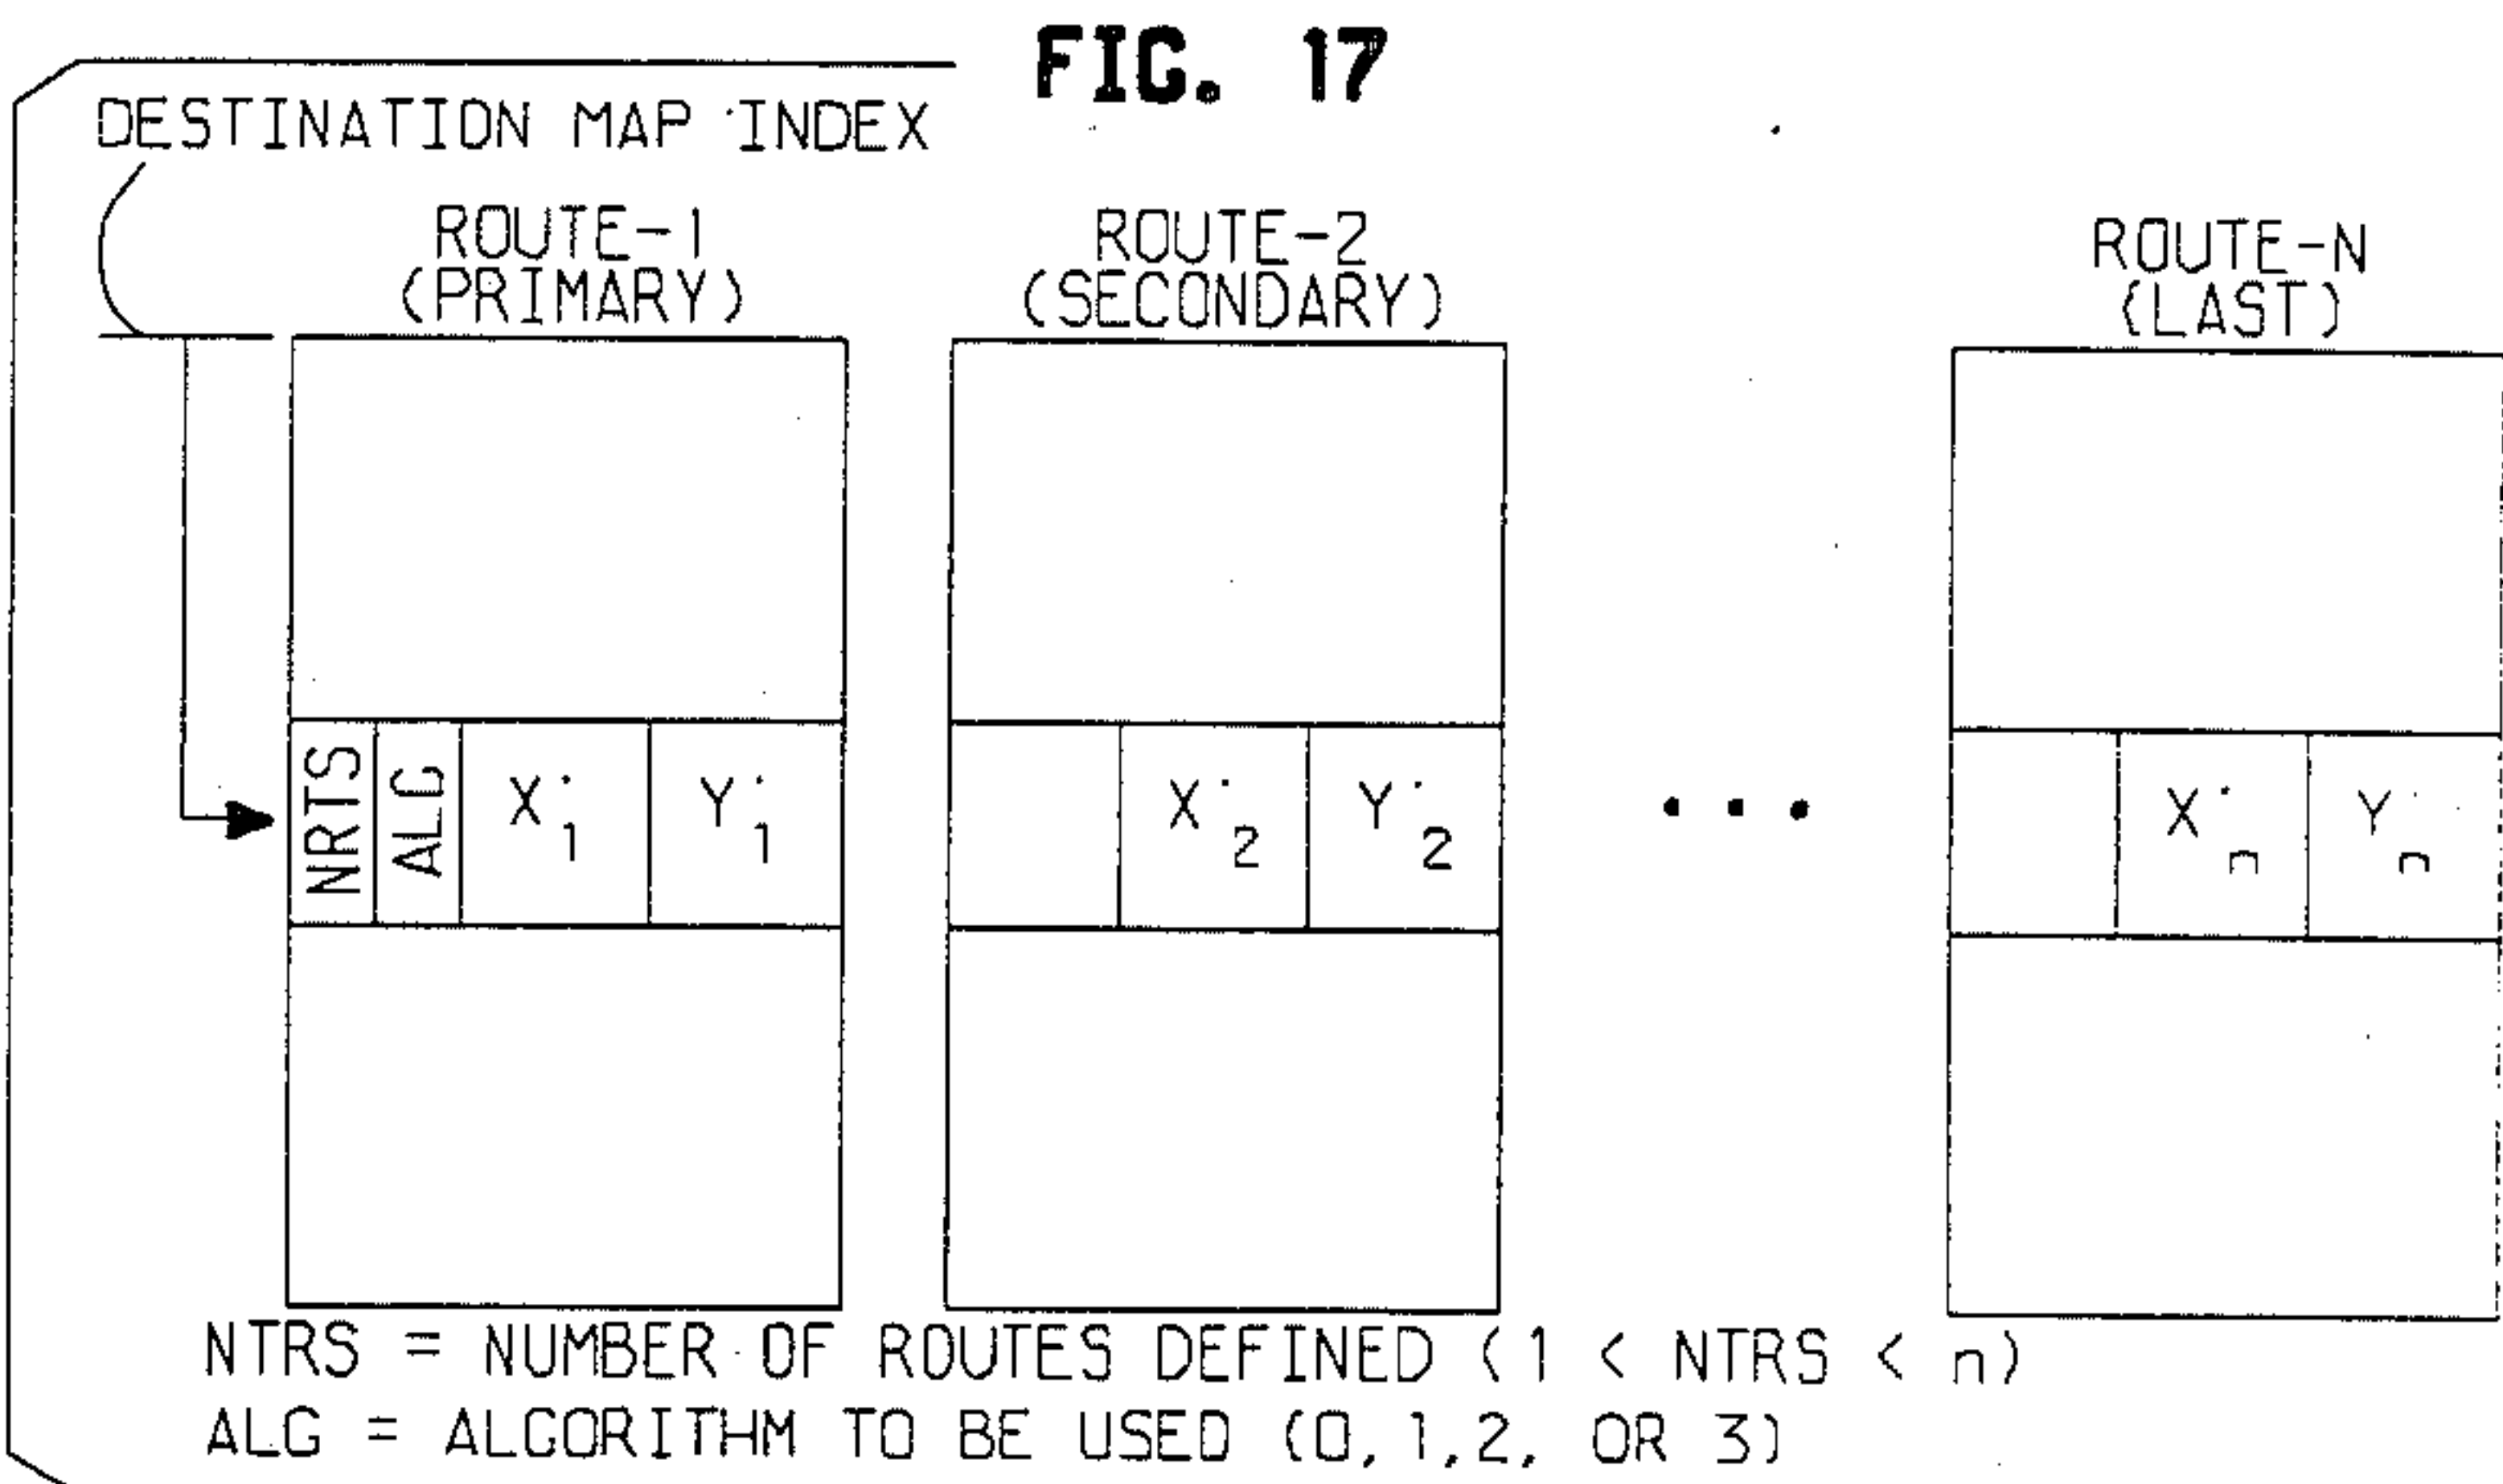 FIG. 17
DESTINATION MAP INDEX
ROUTE-1
(PRIMARY)
ROUTE-2
(SECONDARY)
ROUTE-N
(LAST)
NRTS ALG X'1 Y'1
X'2 Y'2
• • •
X'n Y'n
NTRS = NUMBER OF ROUTES DEFINED (1 < NTRS < n)
ALG = ALGORITHM TO BE USED (0, 1, 2, OR 3)